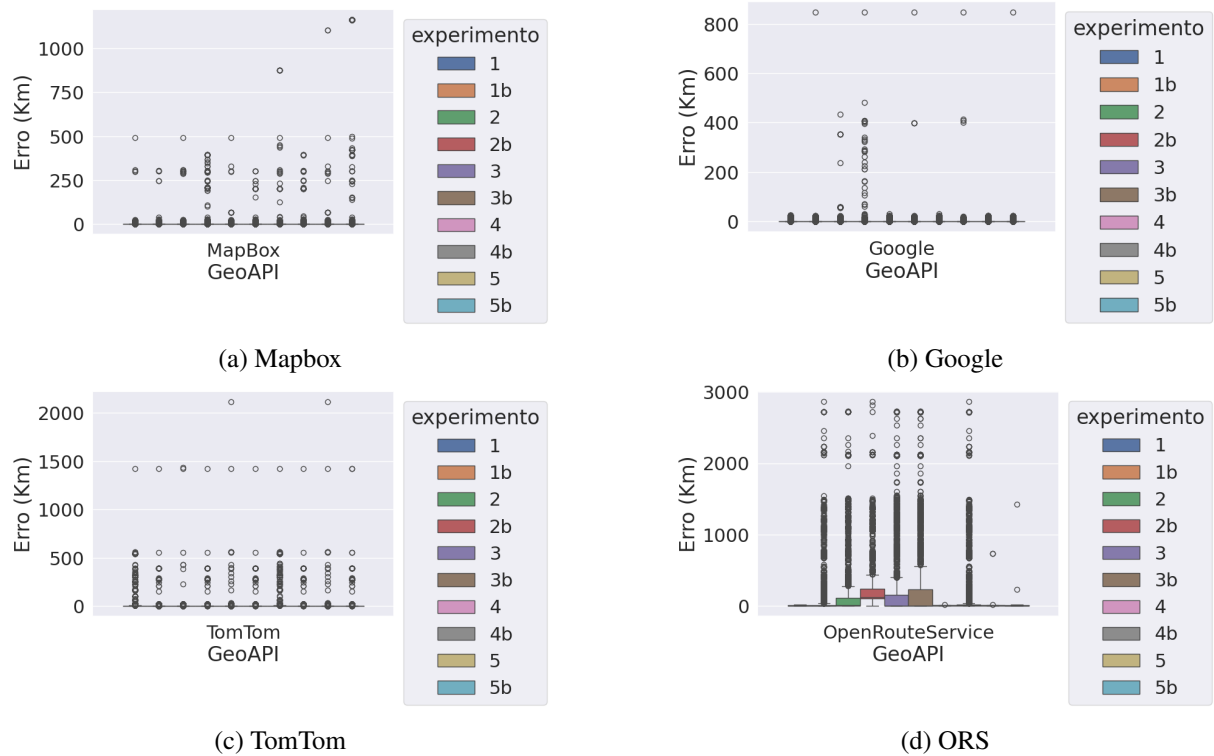 1000
750
500
250
0
Erro (Km)
MapBox
GeoAPI
experimento
1
1b
2
2b
3
3b
4
4b
5
5b
(a) Mapbox
800
600
400
200
0
Erro (Km)
Google
GeoAPI
experimento
1
1b
2
2b
3
3b
4
4b
5
5b
(b) Google
2000
1500
1000
500
0
Erro (Km)
TomTom
GeoAPI
experimento
1
1b
2
2b
3
3b
4
4b
5
5b
(c) TomTom
3000
2000
1000
0
Erro (Km)
OpenRouteService
GeoAPI
experimento
1
1b
2
2b
3
3b
4
4b
5
5b
(d) ORS